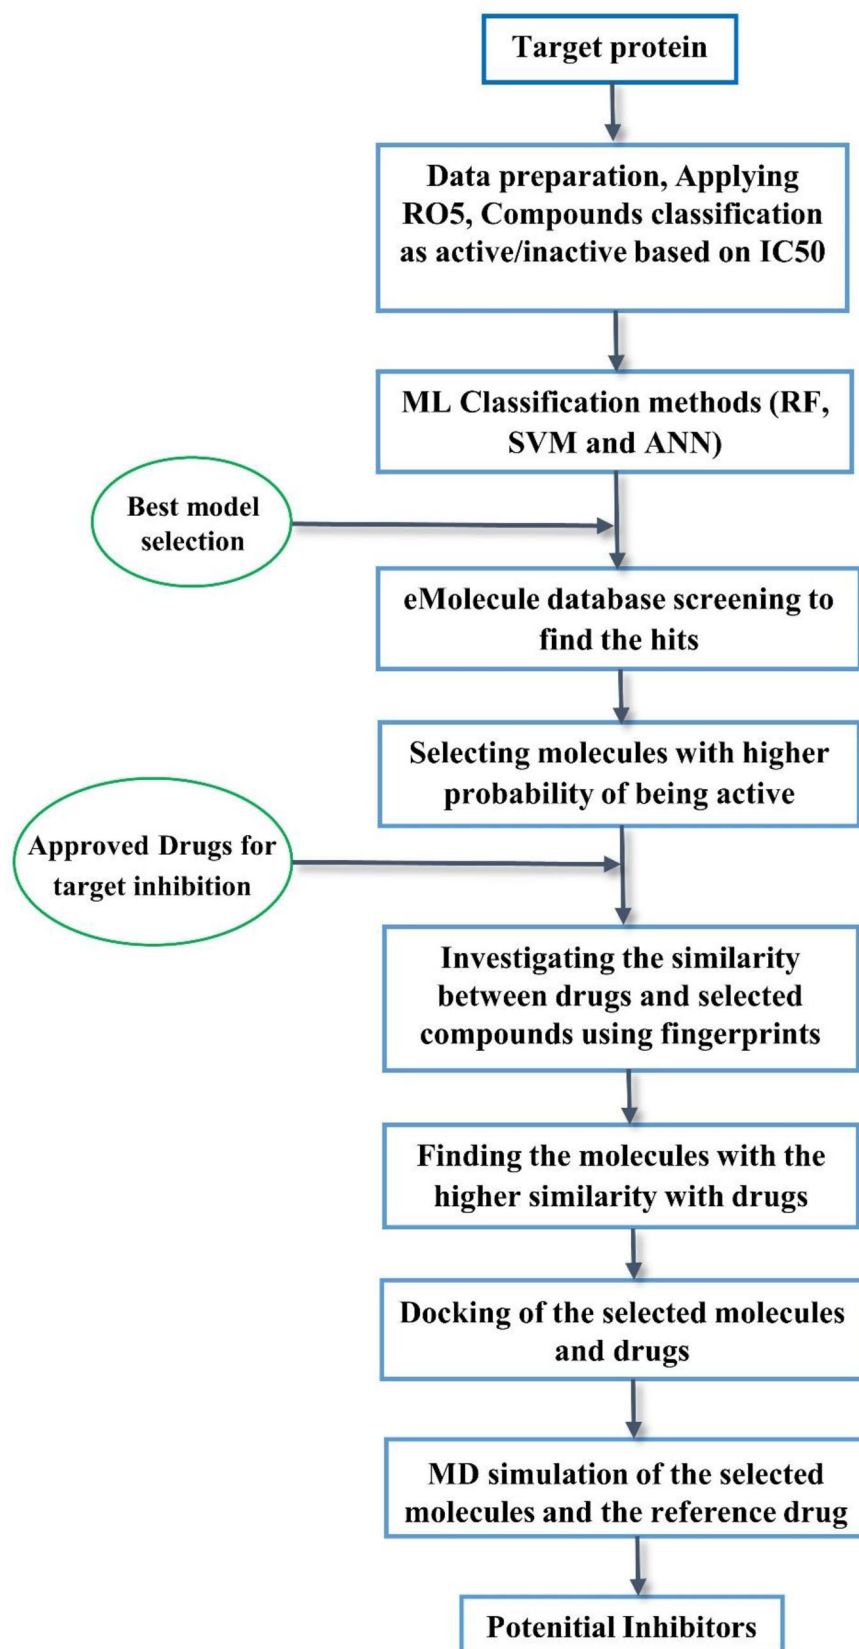 Target protein
Data preparation, Applying
RO5, Compounds classification
as active/inactive based on IC50
ML Classification methods (RF,
SVM and ANN)
Best model
selection
eMolecule database screening to
find the hits
Selecting molecules with higher
probability of being active
Approved Drugs for
target inhibition
Investigating the similarity
between drugs and selected
compounds using fingerprints
Finding the molecules with the
higher similarity with drugs
Docking of the selected molecules
and drugs
MD simulation of the selected
molecules and the reference drug
Potenitial Inhibitors